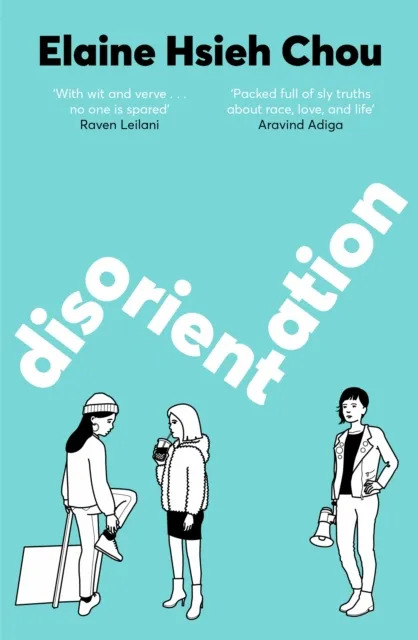 Elaine Hsieh Chou
‘With wit and verve . . .
no one is spared’
Raven Leilani
‘Packed full of sly truths
about race, love, and life’
Aravind Adiga
disorientation